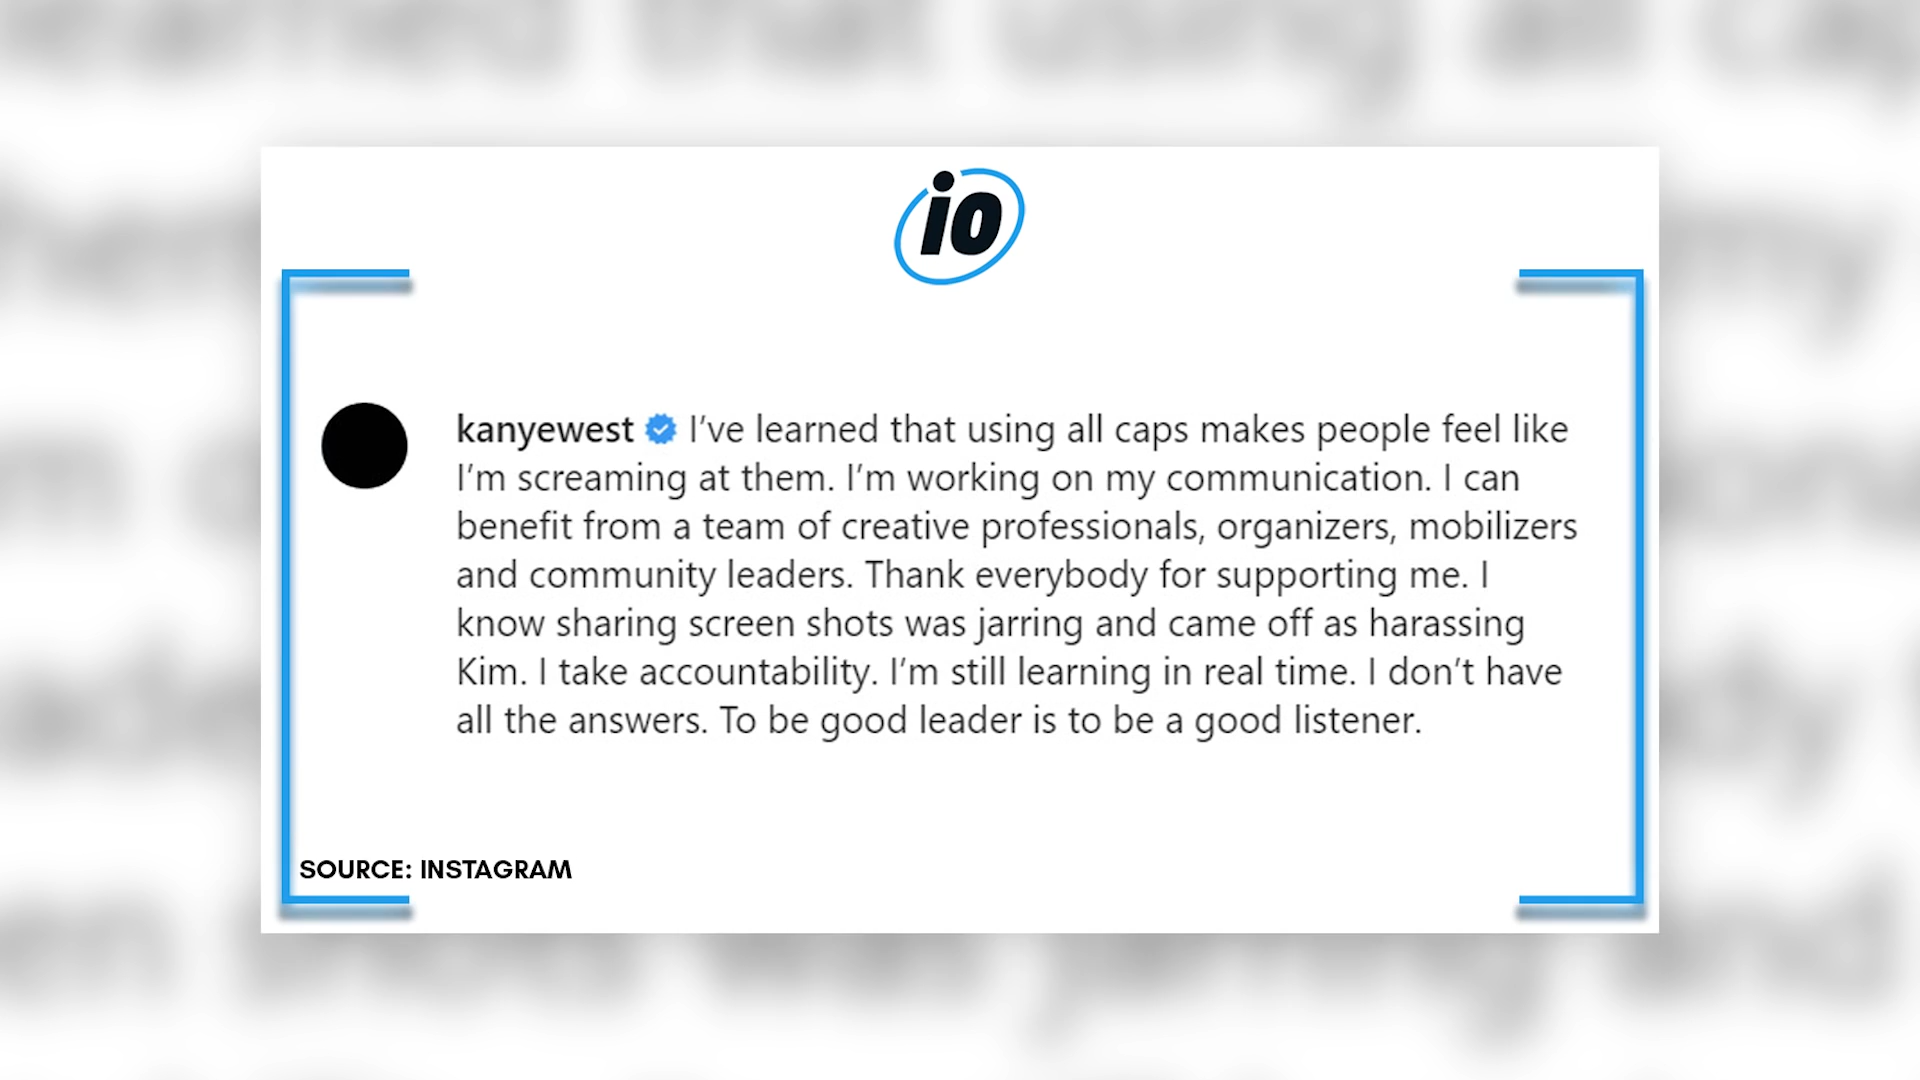 io
kanyewest I’ve learned that using all caps makes people feel like
I’m screaming at them. I’m working on my communication. I can
benefit from a team of creative professionals, organizers, mobilizers
and community leaders. Thank everybody for supporting me. I
know sharing screen shots was jarring and came off as harassing
Kim. I take accountability. I’m still learning in real time. I don’t have
all the answers. To be good leader is to be a good listener.
SOURCE: INSTAGRAM